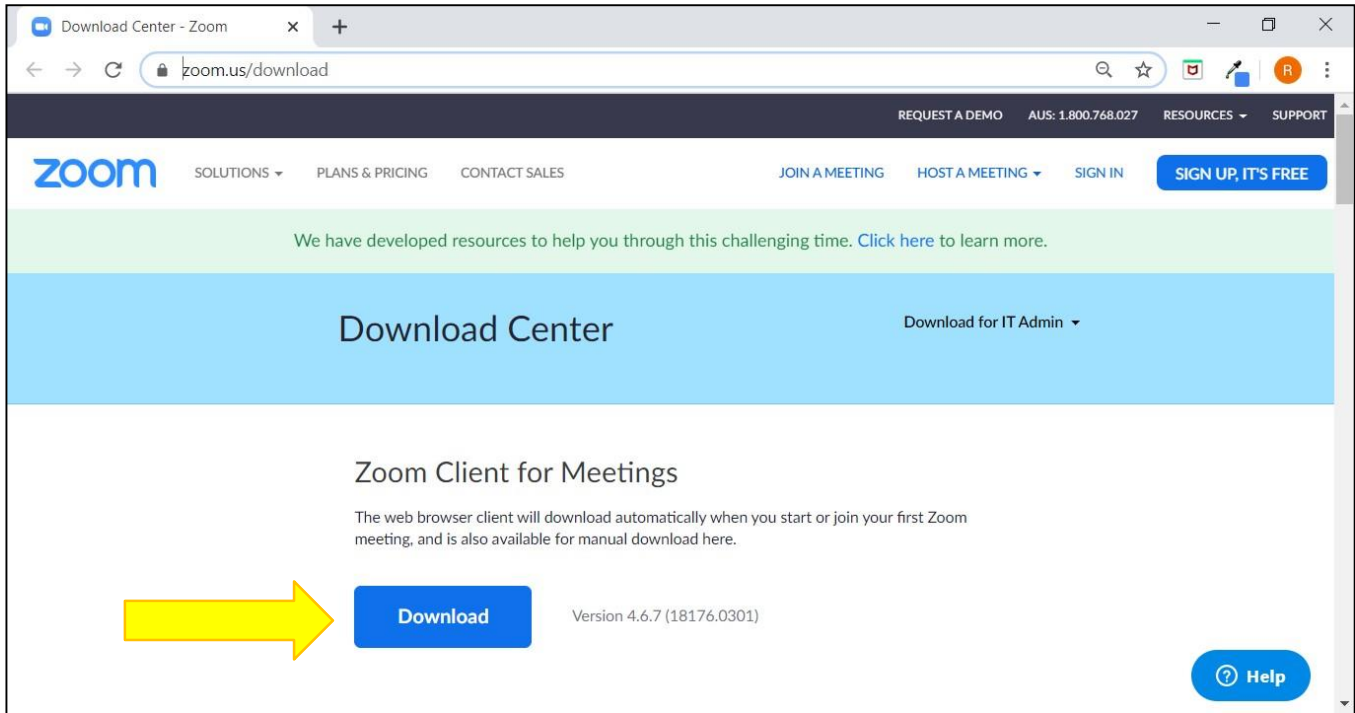 Download Center - Zoom
zoom.us/download
R
REQUEST A DEMO AUS: 1.800.768.027 RESOURCES SUPPORT
zoom SOLUTIONS PLANS & PRICING CONTACT SALES JOIN A MEETING HOST A MEETING SIGN IN SIGN UP, IT'S FREE
We have developed resources to help you through this challenging time. Click here to learn more.
Download Center Download for IT Admin
Zoom Client for Meetings
The web browser client will download automatically when you start or join your first Zoom
meeting, and is also available for manual download here.
Download Version 4.6.7 (18176.0301)
? Help